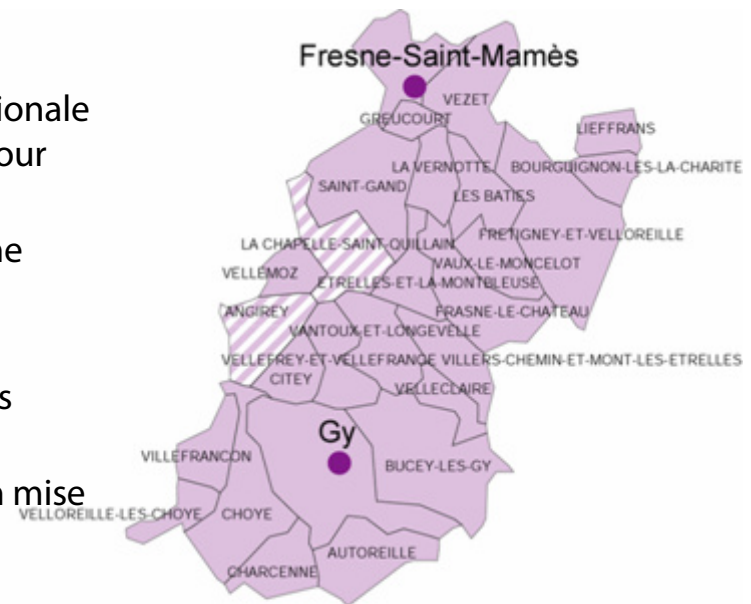 ionale
our
ne
s
n mise
Fresne-Saint-Mamès
VEZET
GREUCOURT
LIEFFRANS
LA VERNOTTE
BOURGUIGNON-LES-LA-CHARITE
SAINT-GAND
LES BATIES
FRETIGNEY-ET-VELLOREILLE
LA CHAPELLE-SAINT-QUILLAIN
VAUX-LE-MONCELOT
VELLEMOZ
ETRELLES-ET-LA-MONTBLEUSE
ANGIREY
FRASNE-LE-CHATEAU
VANTOUX-ET-LONGEVELLE
VELLEFREY-ET-VELLEFRANCE
VILLERS-CHEMIN-ET-MONT-LES-ETRELLES
CITEY
VELLECLAIRE
Gy
VILLEFRANCON
BUCEY-LES-GY
VELLOREILLE-LES-CHOYE
CHOYE
AUTOREILLE
CHARCENNE